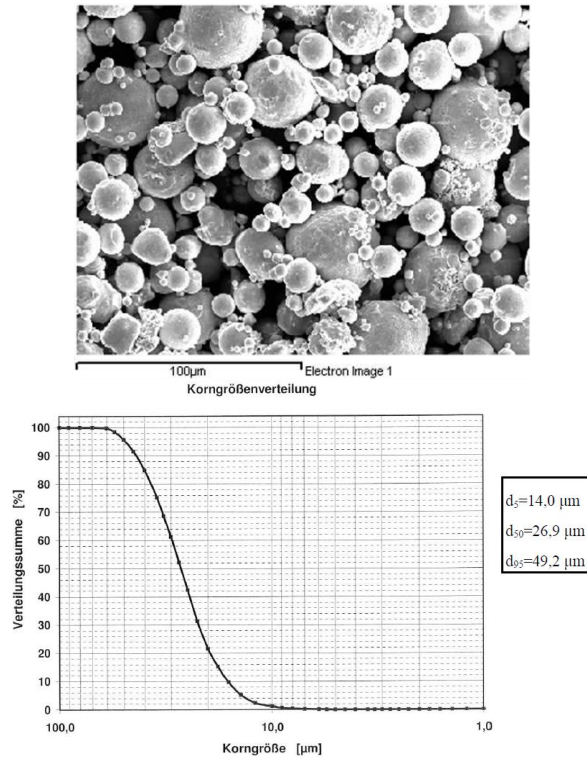 100µm Electron Image 1
Korngrößenverteilung
Verteilungssumme [%]
100
90
80
70
60
50
40
30
20
10
0
100,0 10,0 1,0
Korngröße [µm]
d₅=14,0 µm
d₅₀=26,9 µm
d₉₅=49,2 µm